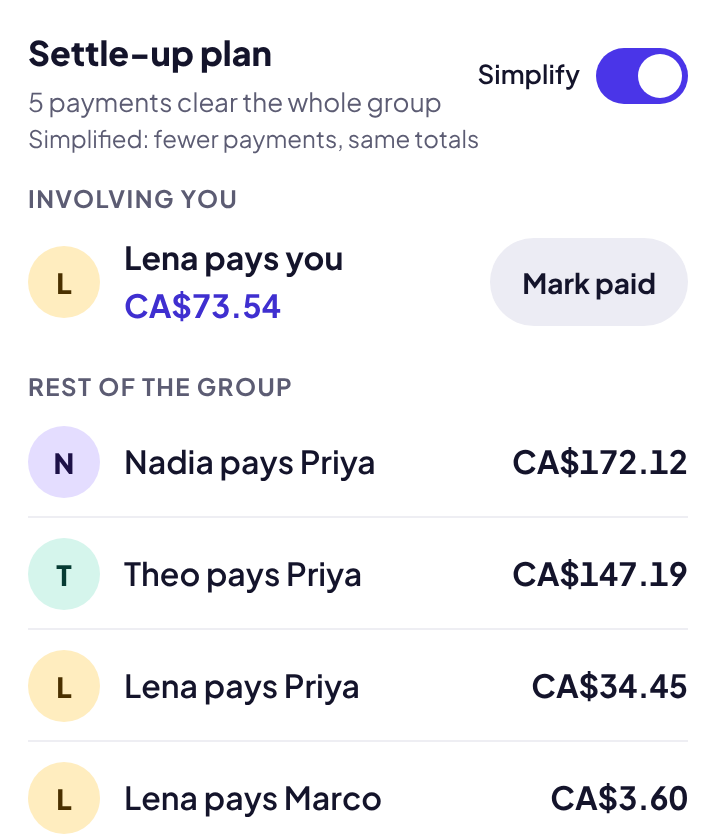 Settle-up plan
Simplify
5 payments clear the whole group
Simplified: fewer payments, same totals
INVOLVING YOU
L
Lena pays you
CA$73.54
Mark paid
REST OF THE GROUP
N Nadia pays Priya CA$172.12
T Theo pays Priya CA$147.19
L Lena pays Priya CA$34.45
L Lena pays Marco CA$3.60